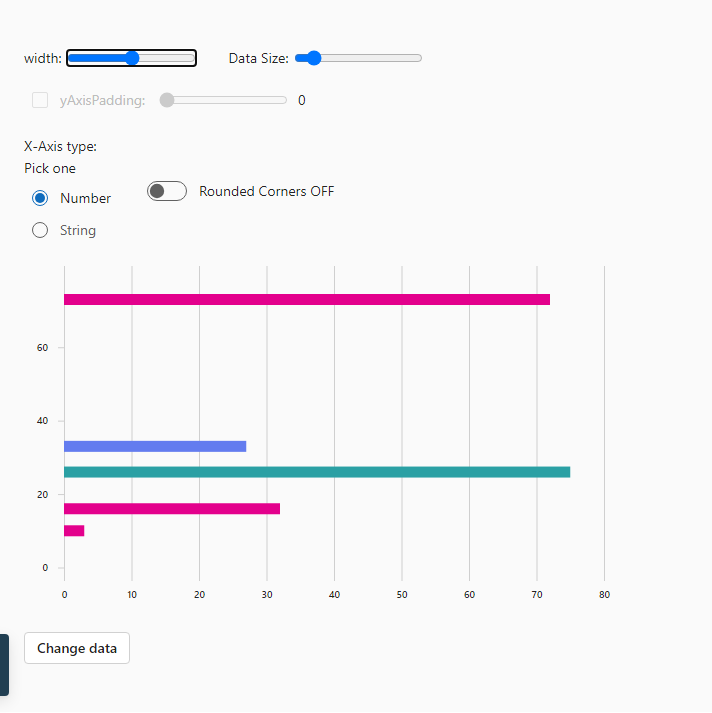 width: Data Size:
yAxisPadding: 0
X-Axis type:
Pick one
Number Rounded Corners OFF
String
60
40
20
0
0 10 20 30 40 50 60 70 80
Change data